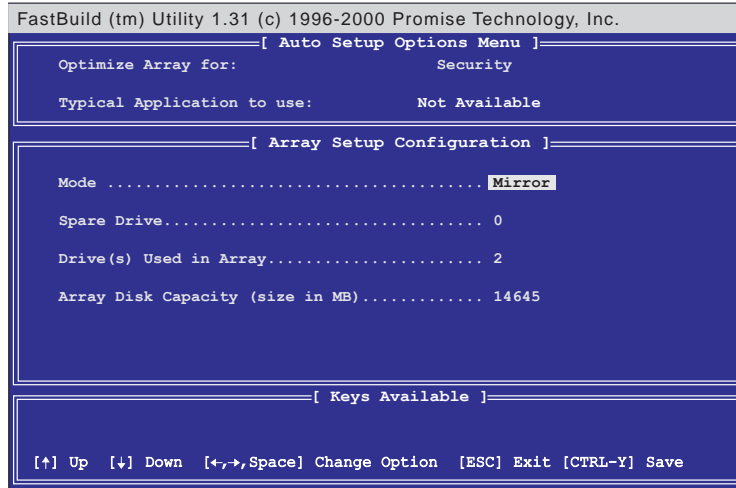 FastBuild (tm) Utility 1.31 (c) 1996-2000 Promise Technology, Inc.
[ Auto Setup Options Menu ]
Optimize Array for: Security
Typical Application to use: Not Available
[ Array Setup Configuration ]
Mode ........................................ Mirror
Spare Drive.................................. 0
Drive(s) Used in Array....................... 2
Array Disk Capacity (size in MB)............. 14645
[ Keys Available ]
[↑] Up [↓] Down [←,→,Space] Change Option [ESC] Exit [CTRL-Y] Save